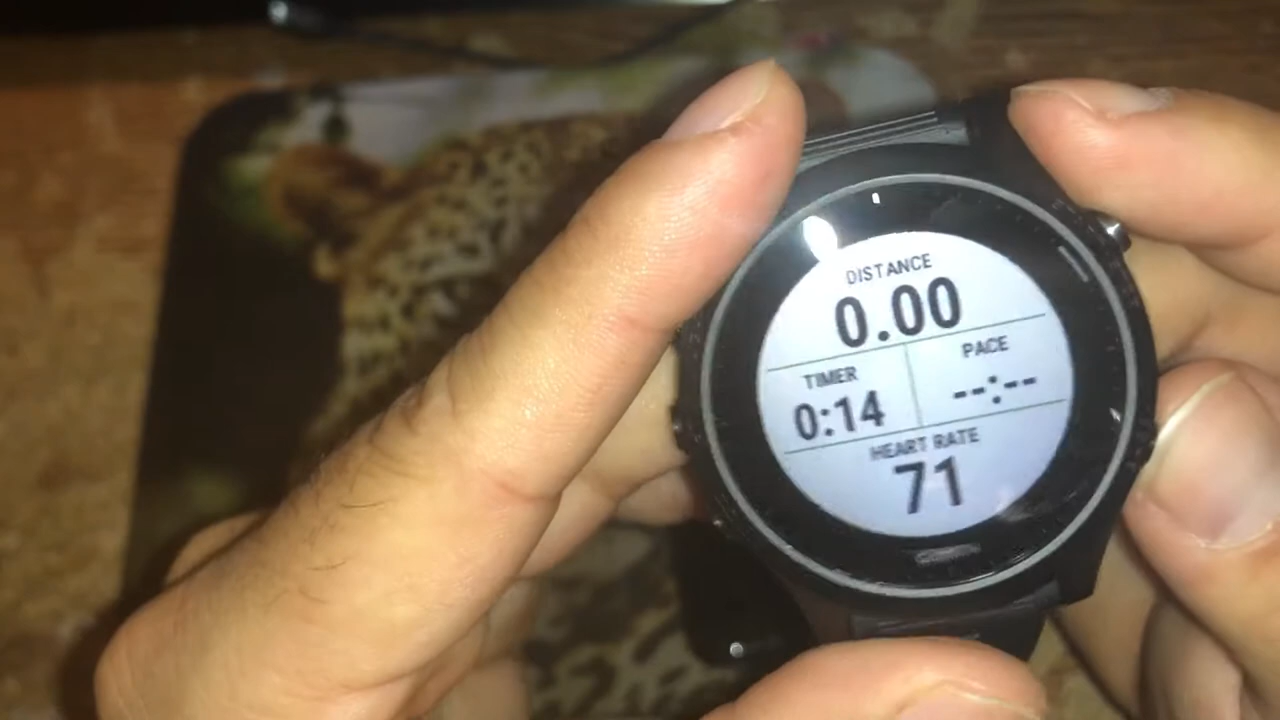 DISTANCE
0.00
TIMER
PACE
0:14
--:--
HEART RATE
71